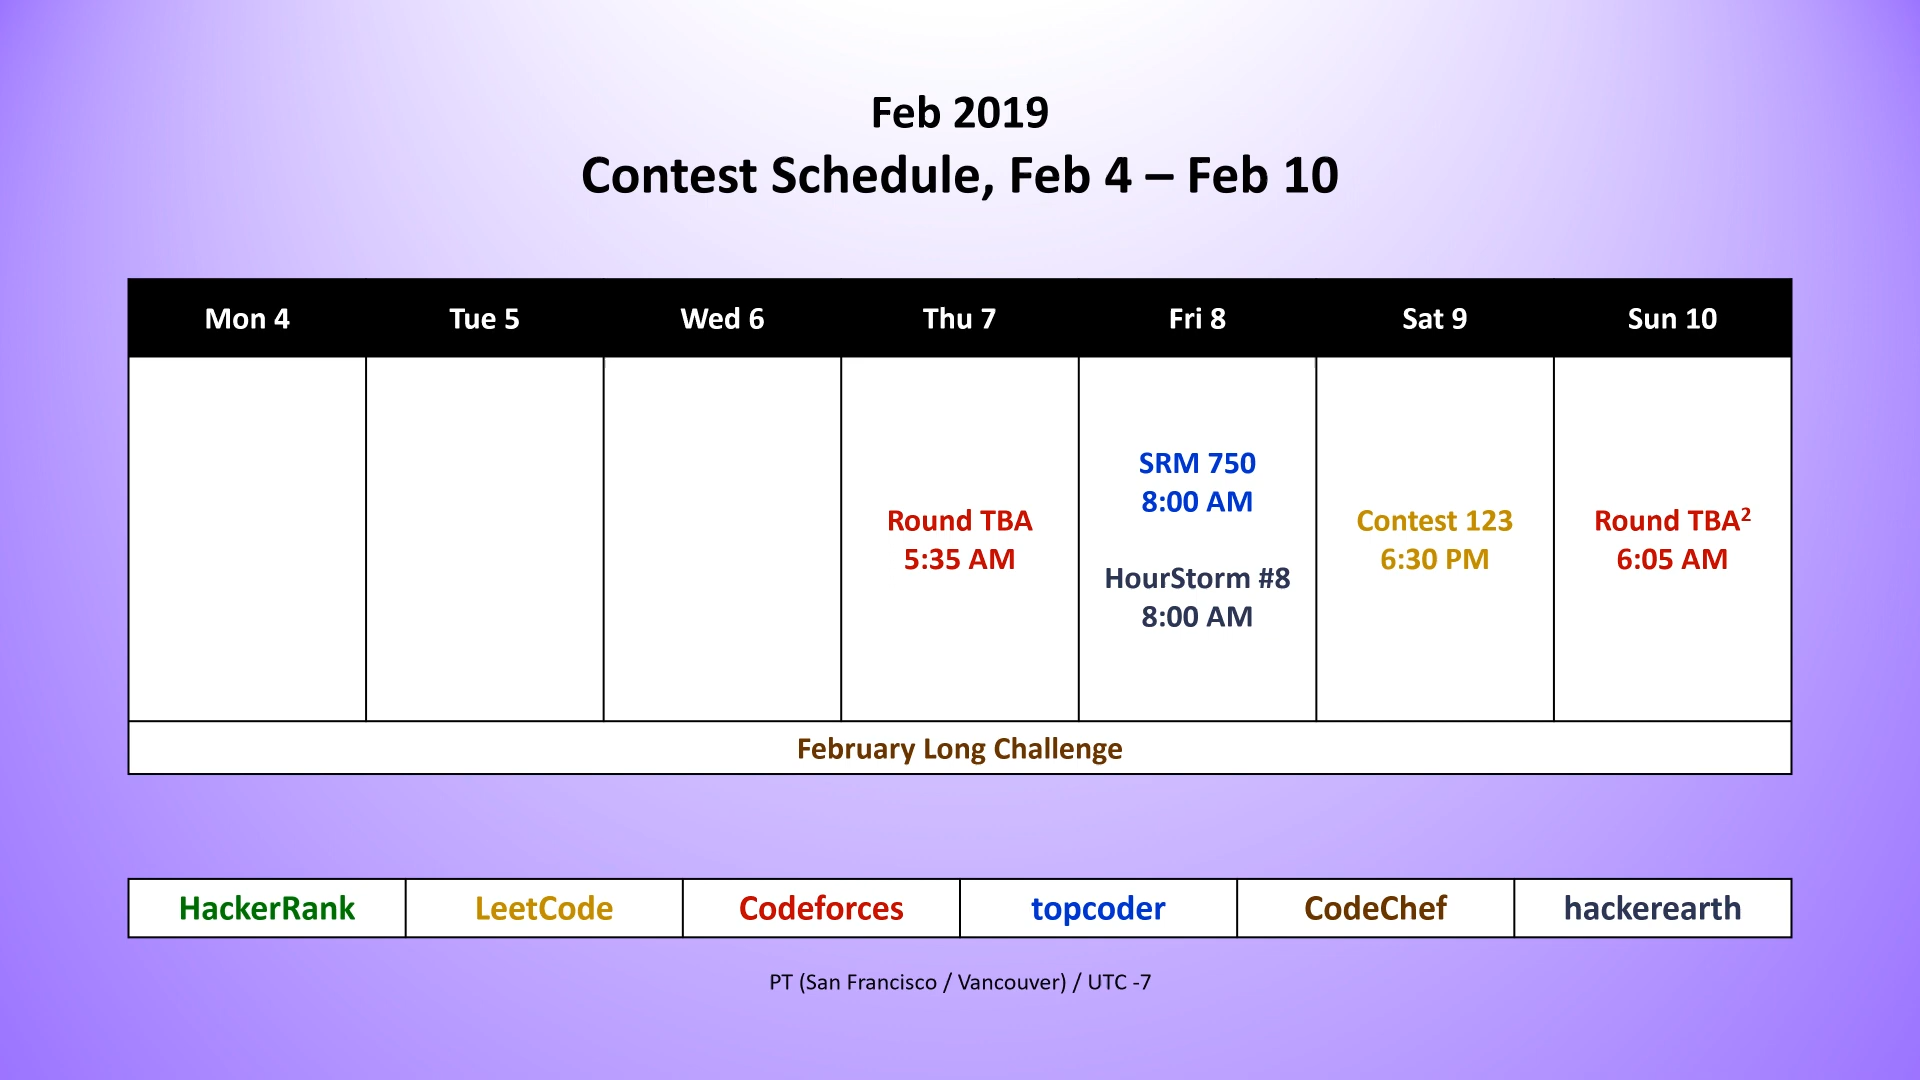 Feb 2019
Contest Schedule, Feb 4 – Feb 10
Mon 4
Tue 5
Wed 6
Thu 7
Fri 8
Sat 9
Sun 10
Round TBA
5:35 AM
SRM 750
8:00 AM
HourStorm #8
8:00 AM
Contest 123
6:30 PM
Round TBA²
6:05 AM
February Long Challenge
HackerRank
LeetCode
Codeforces
topcoder
CodeChef
hackerearth
PT (San Francisco / Vancouver) / UTC -7